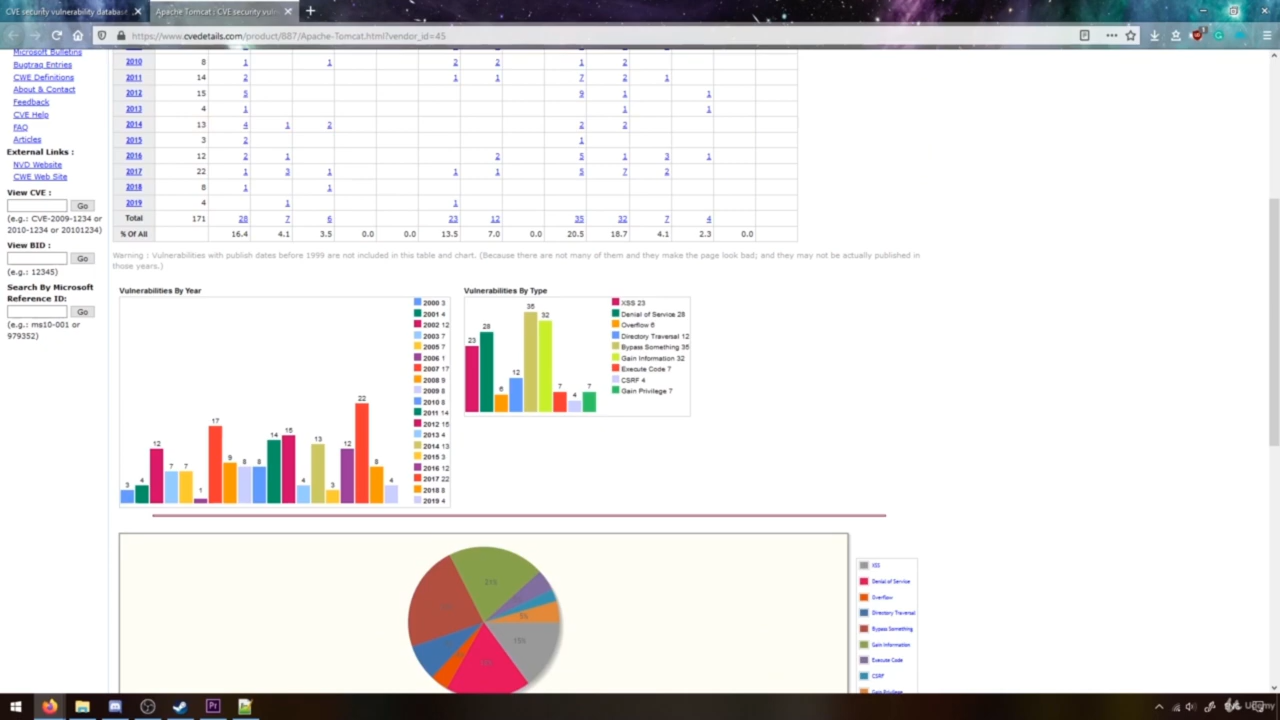 CVE security vulnerability databas
Apache Tomcat : CVE security vuln
https://www.cvedetails.com/product/887/Apache-Tomcat.html?vendor_id=45
Microsoft Bulletins
Bugtraq Entries
CWE Definitions
About & Contact
Feedback
CVE Help
FAQ
Articles
External Links :
NVD Website
CWE Web Site
View CVE :
Go
(e.g.: CVE-2009-1234 or
2010-1234 or 20101234)
View BID :
Go
(e.g.: 12345)
Search By Microsoft
Reference ID:
Go
(e.g.: ms10-001 or
979352)
2010 8 1 1 2 2 1 2
2011 14 2 1 1 7 2 1
2012 15 5 9 1 1
2013 4 1 1 1
2014 13 4 1 2 2 2
2015 3 2 1
2016 12 2 1 2 5 1 3 1
2017 22 1 3 1 1 1 5 7 2
2018 8 1 1
2019 4 1 1
Total 171 28 7 6 23 12 35 32 7 4
% Of All 16.4 4.1 3.5 0.0 0.0 13.5 7.0 0.0 20.5 18.7 4.1 2.3 0.0
Warning : Vulnerabilities with publish dates before 1999 are not included in this table and chart. (Because there are not many of them and they make the page look bad; and they may not be actually published in
those years.)
Vulnerabilities By Year
3 4 12 7 7 1 17 9 8 8 14 15 4 13 3 12 22 8 4
2000 3
2001 4
2002 12
2003 7
2005 7
2006 1
2007 17
2008 9
2009 8
2010 8
2011 14
2012 15
2013 4
2014 13
2015 3
2016 12
2017 22
2018 8
2019 4
Vulnerabilities By Type
23 28 6 12 35 32 7 4 7
XSS 23
Denial of Service 28
Overflow 6
Directory Traversal 12
Bypass Something 35
Gain Information 32
Execute Code 7
CSRF 4
Gain Privilege 7
21%
5%
15%
XSS
Denial of Service
Overflow
Directory Traversal
Bypass Something
Gain Information
Execute Code
CSRF
Gain Privilege
Udemy